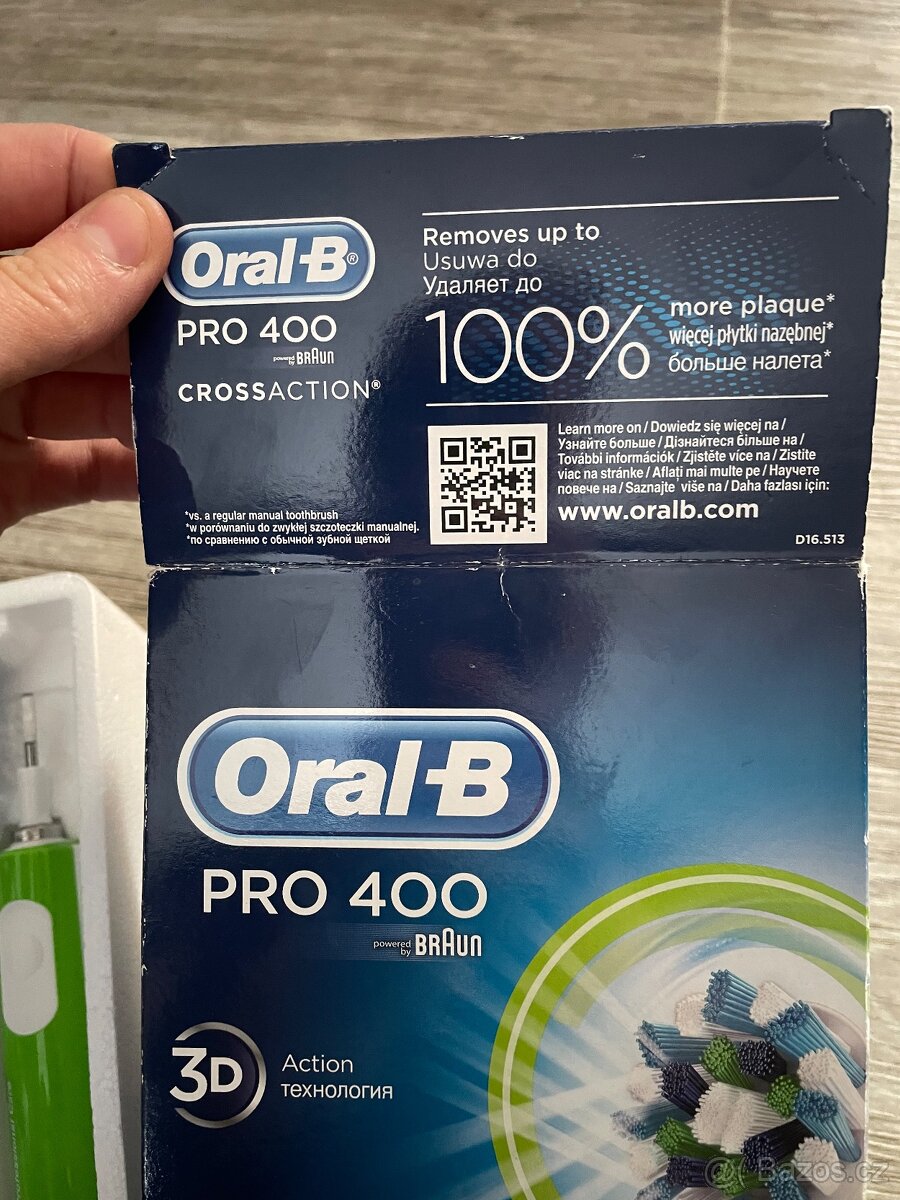 Oral-B®
PRO 400
powered by BRAUN
CROSSACTION®
Removes up to
Usuwa do
Удаляет до
100%
more plaque*
więcej płytki nazębnej*
больше налета*
*vs. a regular manual toothbrush
*w porównaniu do zwykłej szczoteczki manualnej.
*по сравнению с обычной зубной щеткой
Learn more on / Dowiedz się więcej na /
Узнайте больше / Дізнайтеся більше на /
További információk / Zjistěte více na / Zistite
viac na stránke / Aflați mai multe pe / Научете
повече на / Saznajte više na / Daha fazlası için:
www.oralb.com
D16.513
Oral-B
PRO 400
powered by BRAUN
3D
Action
технология
Bazos.cz